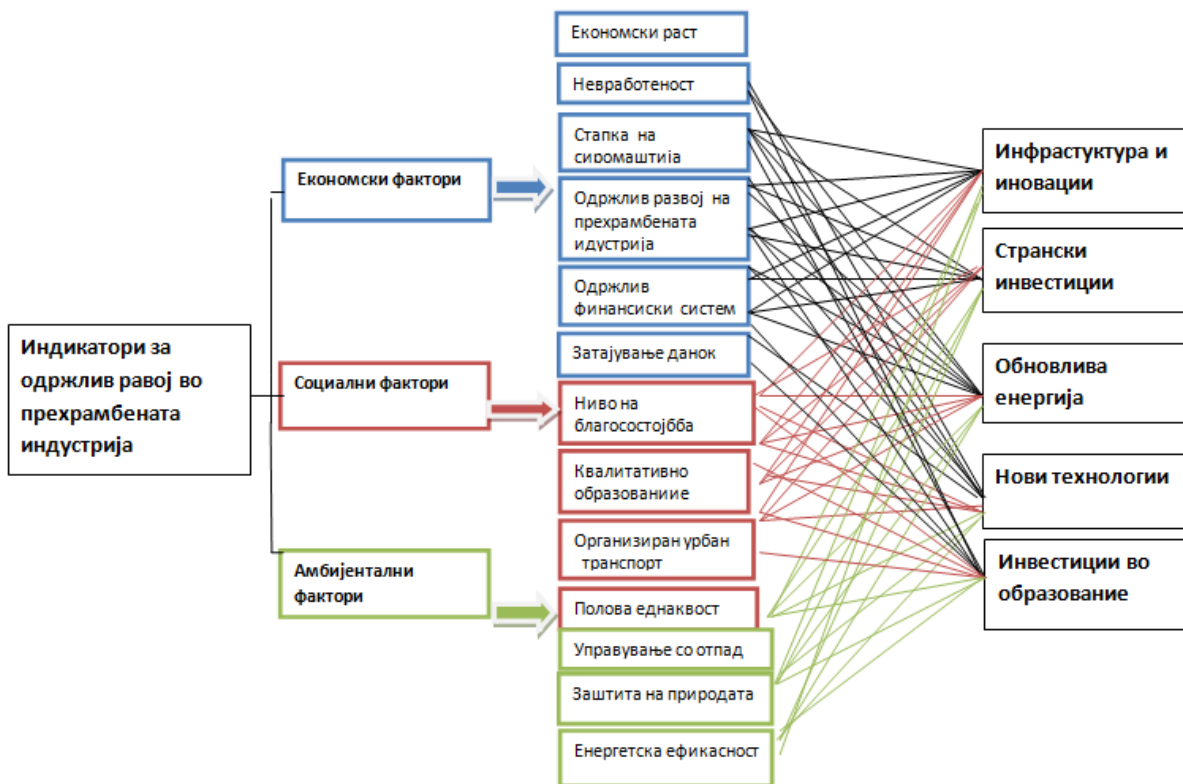 Индикатори за
одржлив равој во
прехрамбената
индустрија
Економски фактори
Социални фактори
Амбијентални
фактори
Економски раст
Невработеност
Стапка на
сиромаштија
Одржлив развој на
прехрамбената
идустрија
Одржлив
финансиски систем
Затајување данок
Ниво на
благосостојбба
Квалитативно
образованиие
Организиран урбан
транспорт
Полова еднаквост
Управување со отпад
Заштита на природата
Енергетска ефикасност
Инфрастуктура и
иновации
Странски
инвестиции
Обновлива
енергија
Нови технологии
Инвестиции во
образование